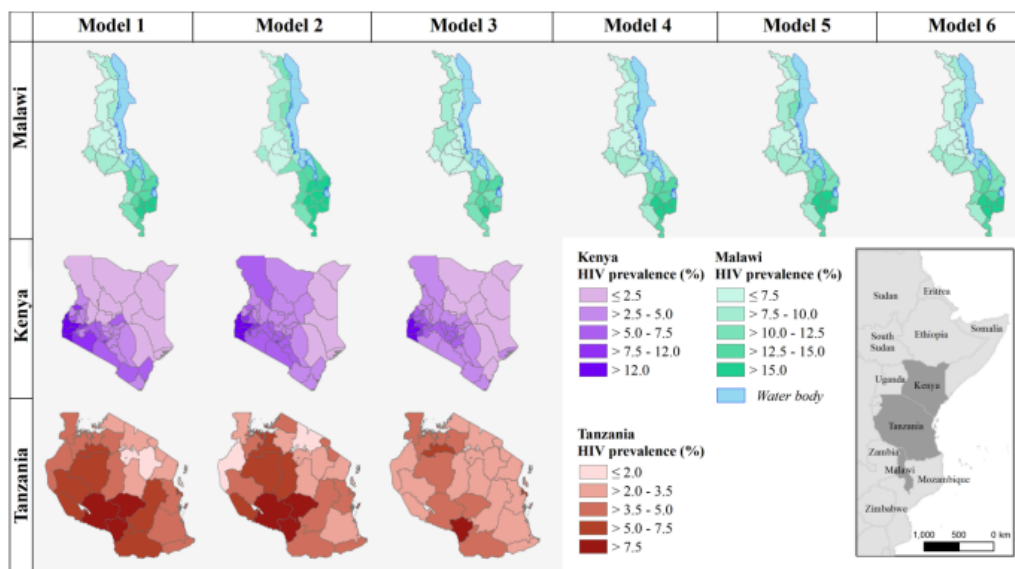 Model 1 Model 2 Model 3 Model 4 Model 5 Model 6
Malawi
Kenya
Tanzania
Kenya
HIV prevalence (%)
≤ 2.5
> 2.5 - 5.0
> 5.0 - 7.5
> 7.5 - 12.0
> 12.0
Malawi
HIV prevalence (%)
≤ 7.5
> 7.5 - 10.0
> 10.0 - 12.5
> 12.5 - 15.0
> 15.0
Water body
Tanzania
HIV prevalence (%)
≤ 2.0
> 2.0 - 3.5
> 3.5 - 5.0
> 5.0 - 7.5
> 7.5
Sudan
Eritrea
Ethiopia
Somalia
South
Sudan
Uganda
Kenya
Tanzania
Zambia
Malawi
Mozambique
Zimbabwe
1,000 500 0 km